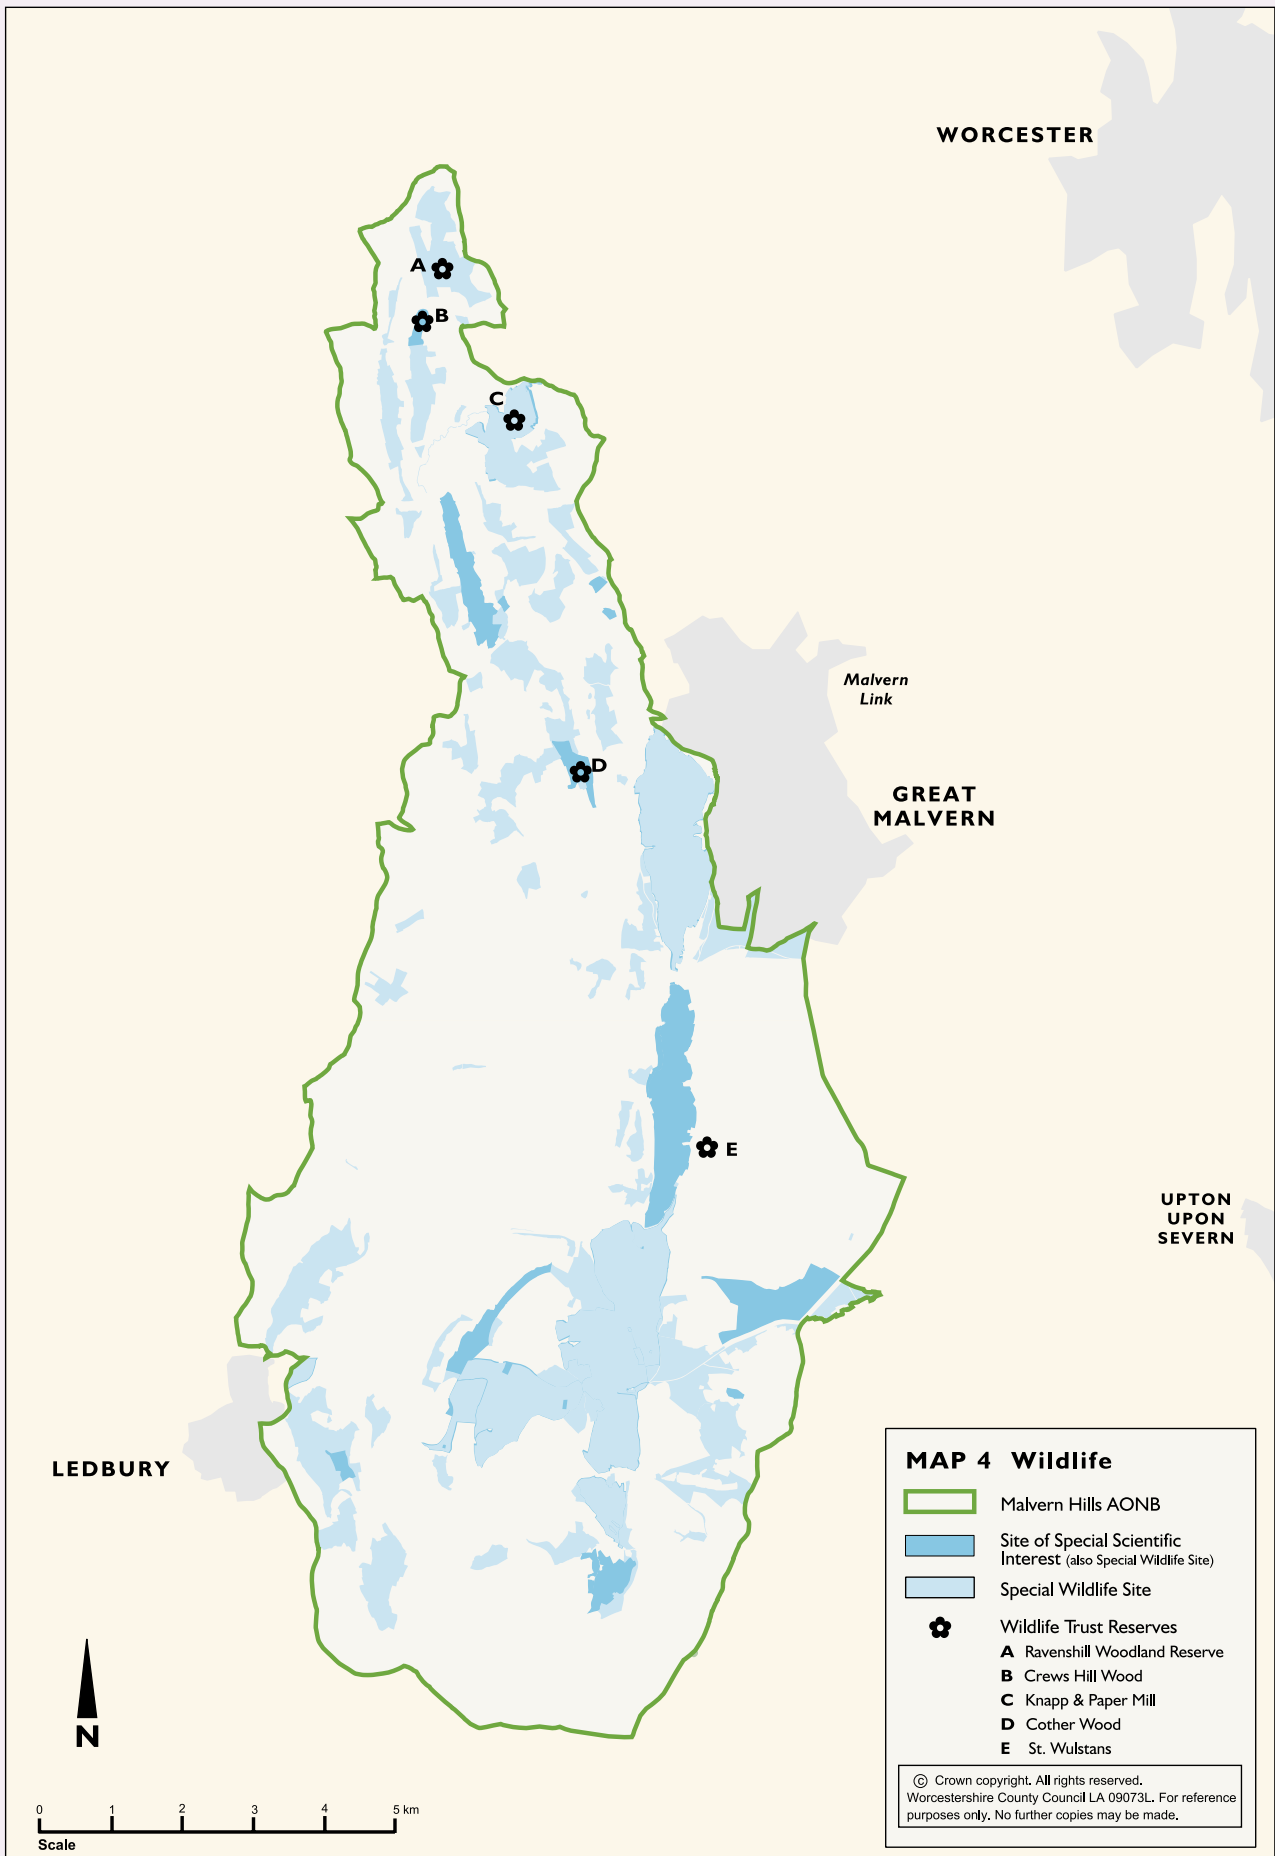 WORCESTER
A
B
C
Malvern
Link
D
GREAT
MALVERN
E
UPTON
UPON
SEVERN
LEDBURY
MAP 4 Wildlife
Malvern Hills AONB
Site of Special Scientific
Interest (also Special Wildlife Site)
Special Wildlife Site
Wildlife Trust Reserves
A Ravenshill Woodland Reserve
B Crews Hill Wood
C Knapp & Paper Mill
D Cother Wood
E St. Wulstans
© Crown copyright. All rights reserved.
Worcestershire County Council LA 09073L. For reference
purposes only. No further copies may be made.
N
0 1 2 3 4 5 km
Scale